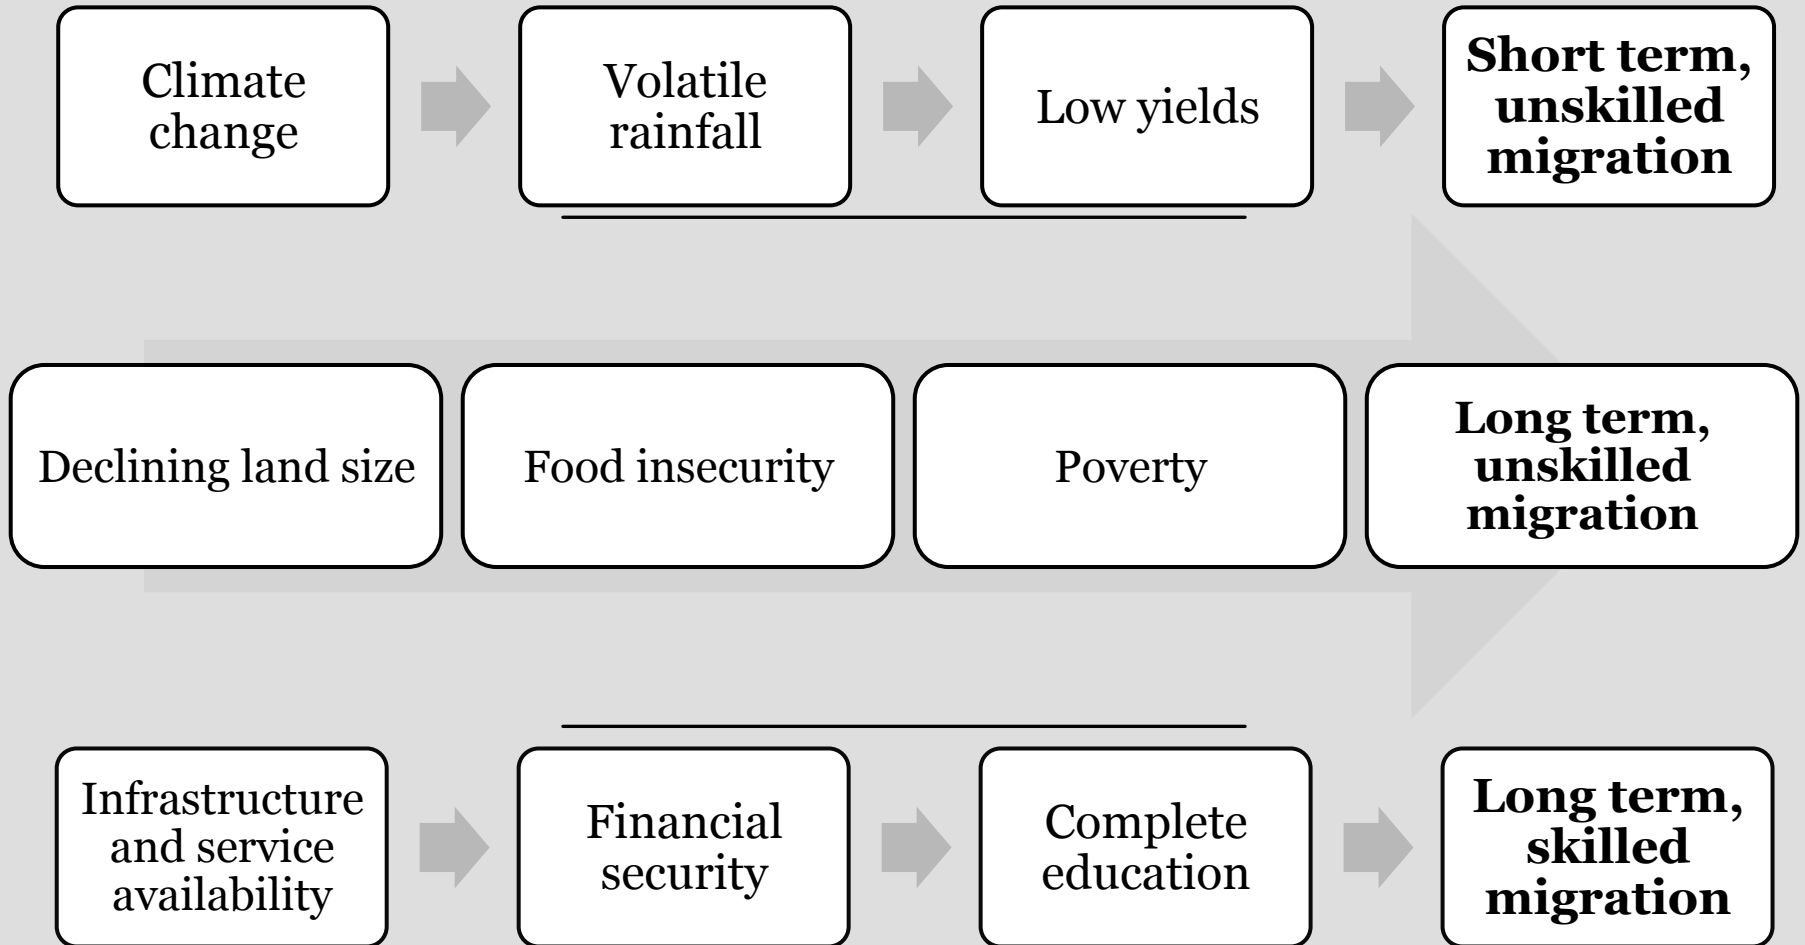 Climate
change
Volatile
rainfall
Low yields
Short term,
unskilled
migration
Declining land size
Food insecurity
Poverty
Long term,
unskilled
migration
Infrastructure
and service
availability
Financial
security
Complete
education
Long term,
skilled
migration